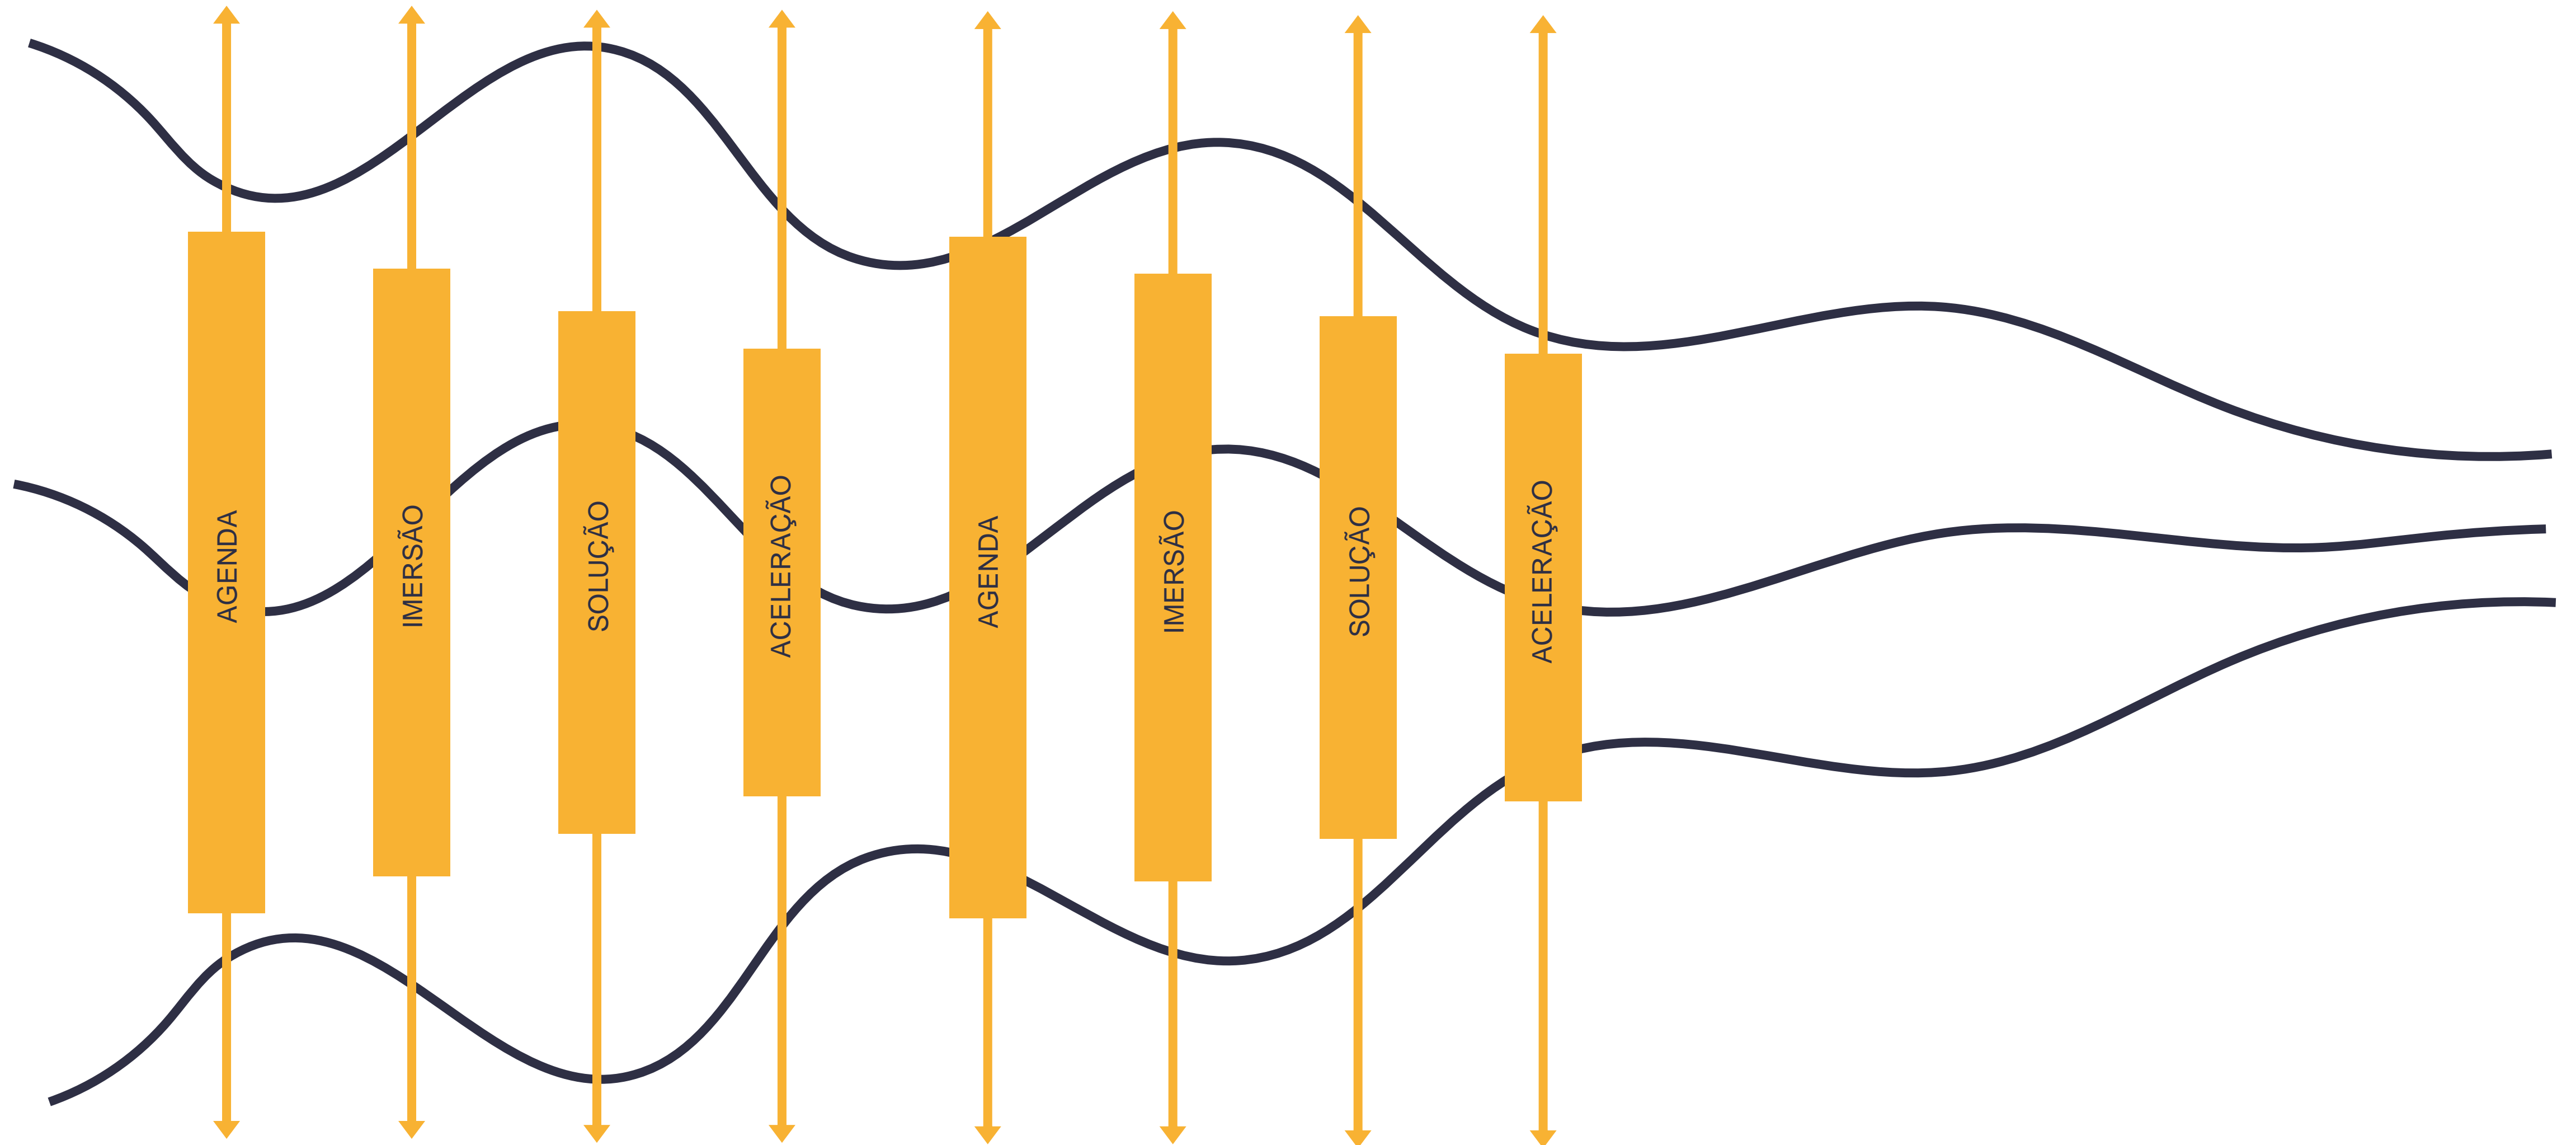 AGENDA
IMERSÃO
SOLUÇÃO
ACELERAÇÃO
AGENDA
IMERSÃO
SOLUÇÃO
ACELERAÇÃO